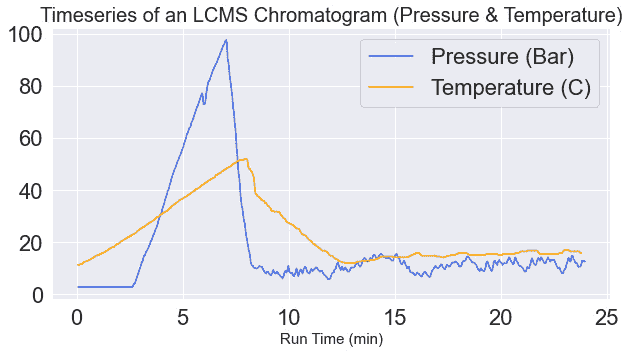 Timeseries of an LCMS Chromatogram (Pressure & Temperature)
100
80
60
40
20
0
Pressure (Bar)
Temperature (C)
0 5 10 15 20 25
Run Time (min)